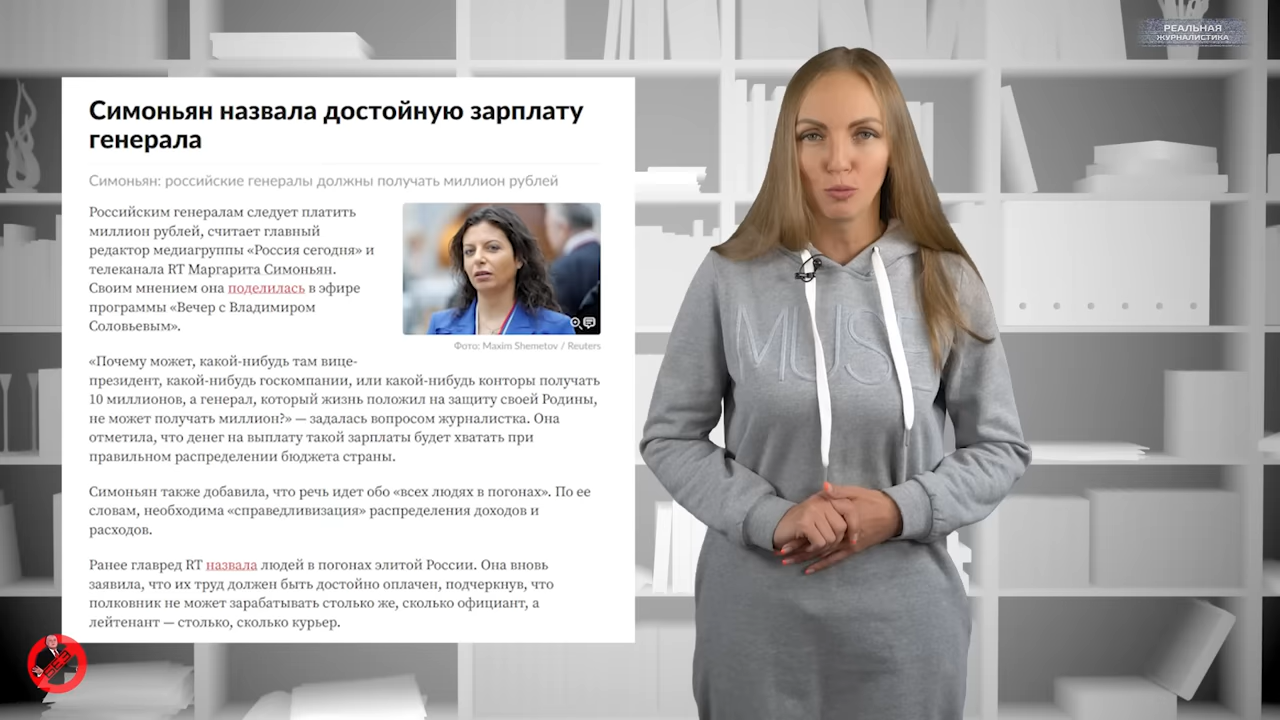 РЕАЛЬНАЯ
ЖУРНАЛИСТИКА
Симоньян назвала достойную зарплату
генерала
Симоньян: российские генералы должны получать миллион рублей
Российским генералам следует платить
миллион рублей, считает главный
редактор медиагруппы «Россия сегодня» и
телеканала RT Маргарита Симоньян.
Своим мнением она поделилась в эфире
программы «Вечер с Владимиром
Соловьевым».
Фото: Maxim Shemetov / Reuters
«Почему может, какой-нибудь там вице-
президент, какой-нибудь госкомпании, или какой-нибудь конторы получать
10 миллионов, а генерал, который жизнь положил на защиту своей Родины,
не может получать миллион?» — задалась вопросом журналистка. Она
отметила, что денег на выплату такой зарплаты будет хватать при
правильном распределении бюджета страны.
Симоньян также добавила, что речь идет обо «всех людях в погонах». По ее
словам, необходима «справедливизация» распределения доходов и
расходов.
Ранее главред RT назвала людей в погонах элитой России. Она вновь
заявила, что их труд должен быть достойно оплачен, подчеркнув, что
полковник не может зарабатывать столько же, сколько официант, а
лейтенант — столько, сколько курьер.
MUSE